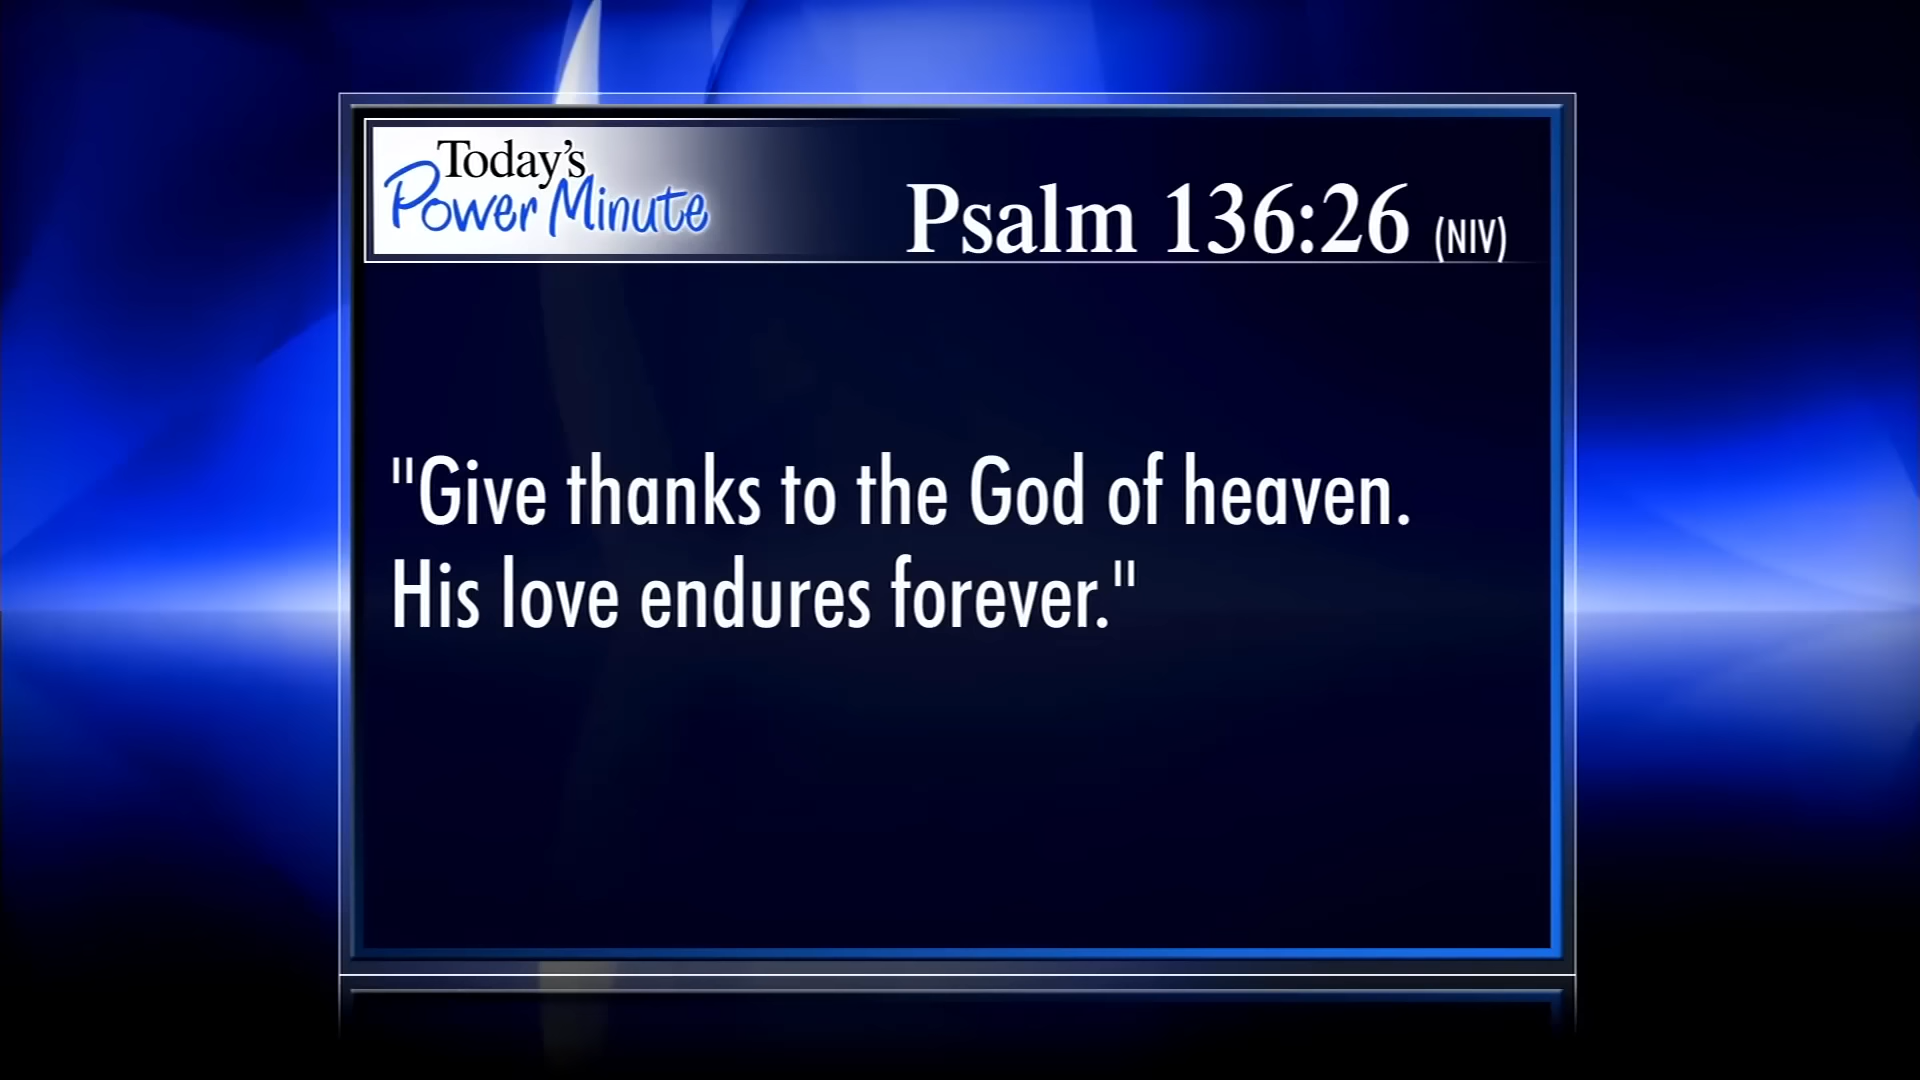 Today's
Power Minute
Psalm 136:26 (NIV)
"Give thanks to the God of heaven.
His love endures forever."